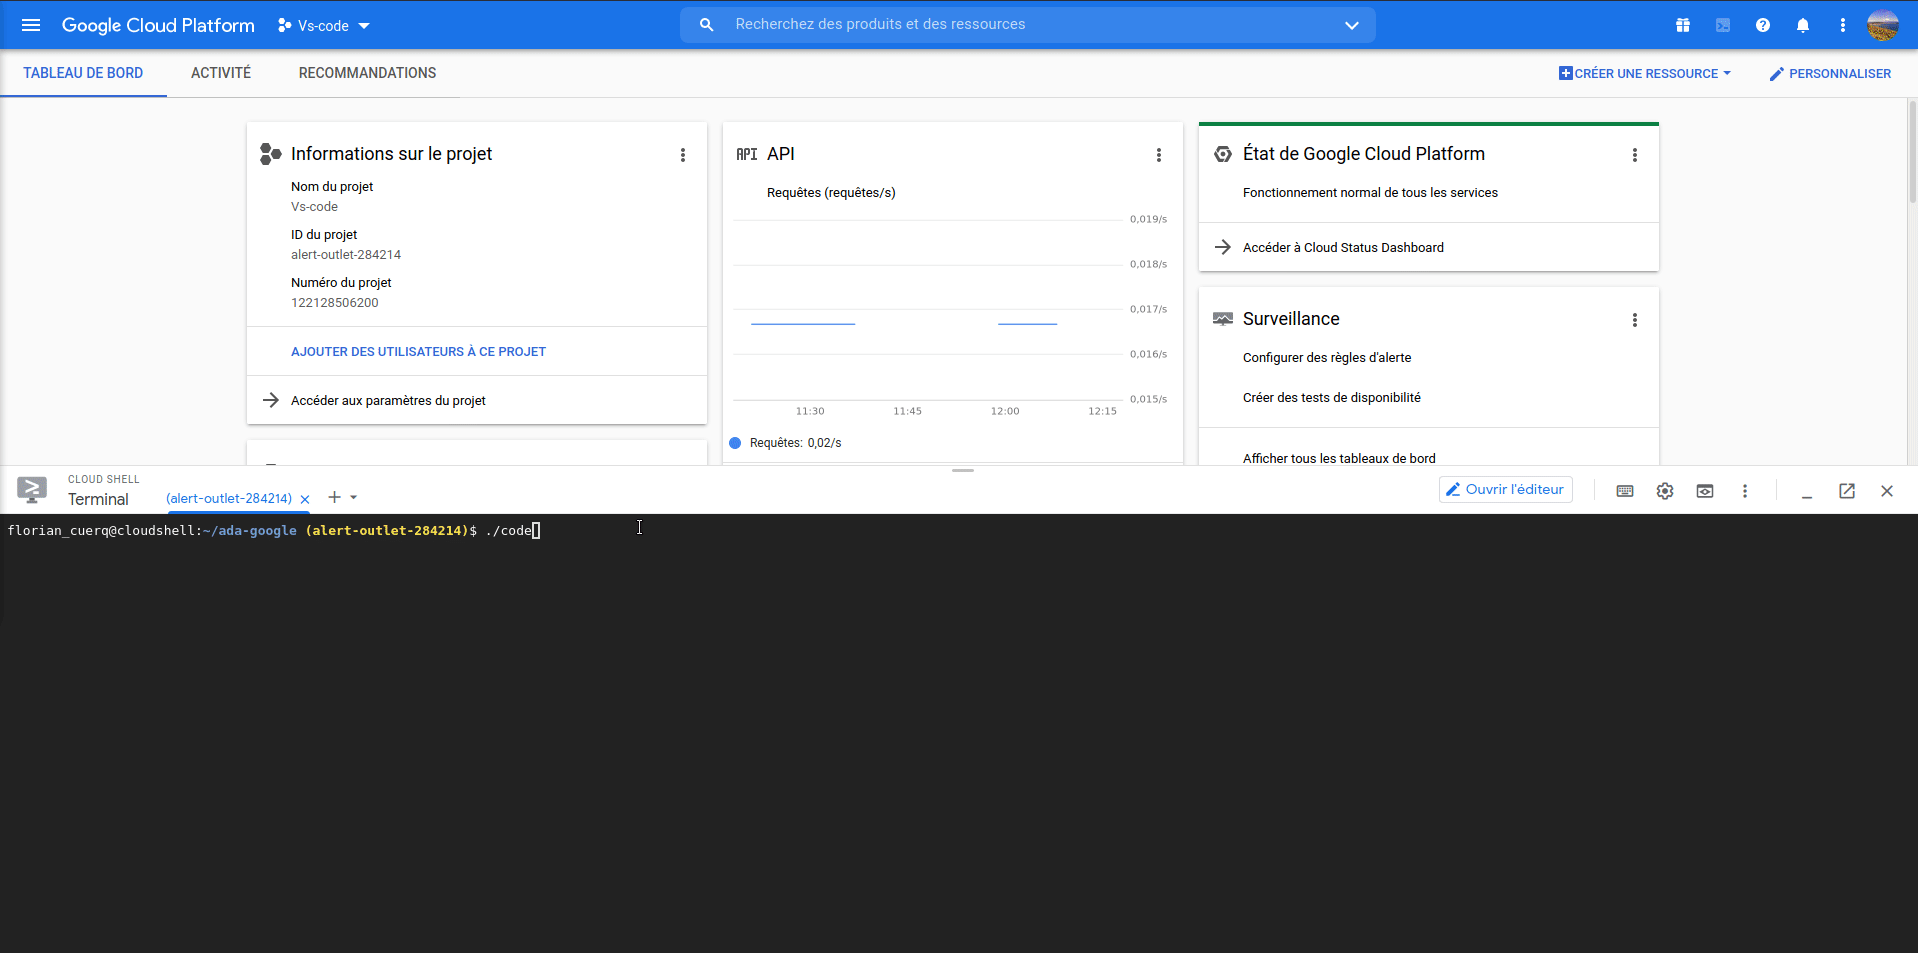 Google Cloud Platform Vs-code Recherchez des produits et des ressources
TABLEAU DE BORD ACTIVITÉ RECOMMANDATIONS CRÉER UNE RESSOURCE PERSONNALISER
Informations sur le projet
Nom du projet
Vs-code
ID du projet
alert-outlet-284214
Numéro du projet
122128506200
AJOUTER DES UTILISATEURS À CE PROJET
Accéder aux paramètres du projet
API API
Requêtes (requêtes/s)
0,019/s
0,018/s
0,017/s
0,016/s
0,015/s
11:30 11:45 12:00 12:15
Requêtes: 0,02/s
État de Google Cloud Platform
Fonctionnement normal de tous les services
Accéder à Cloud Status Dashboard
Surveillance
Configurer des règles d'alerte
Créer des tests de disponibilité
Afficher tous les tableaux de bord
CLOUD SHELL
Terminal (alert-outlet-284214) Ouvrir l'éditeur
florian_cuerq@cloudshell:~/ada-google (alert-outlet-284214)$ ./code